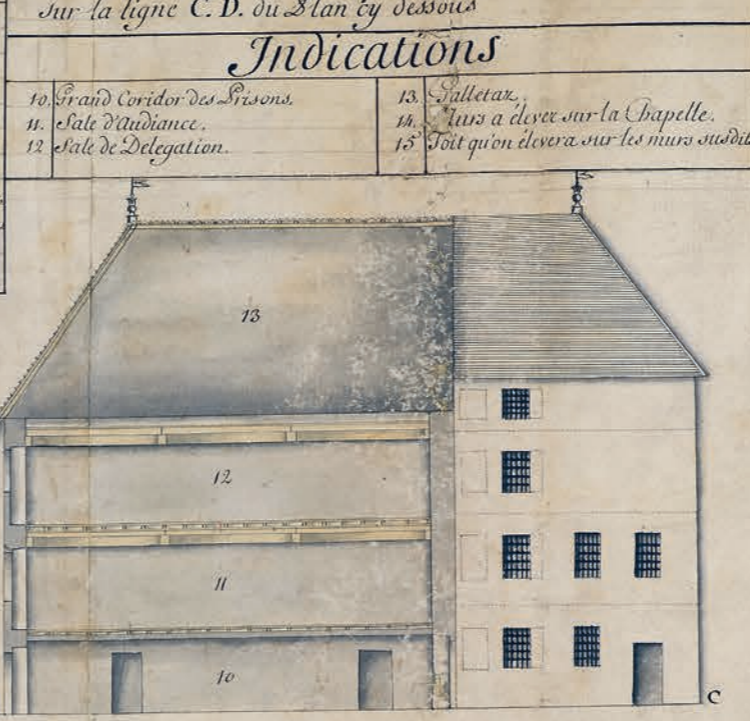 sur la ligne C. D. du Plan cy dessous
Indications
10. Grand Coridor des Prisons.
11. Sale d'Audiance.
12 Sale de Delegation.
13. Galletaz.
14. Murs a élever sur la Chapelle.
15 Toit qu'on élevera sur les murs susdit
13
12
11
10
C